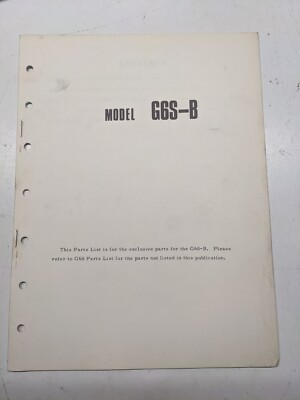 MODEL G6S-B
This Parts List is for the exclusive parts for the G6S-B. Please
refer to G6S Parts List for the parts not listed in this publication.